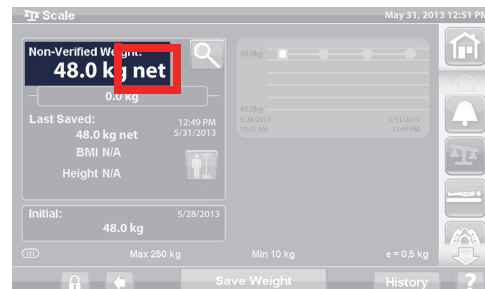 Scale
May 31, 2013 12:51 PM
Non-Verified Weight:
48.0 kg net
0.0 kg
Last Saved:
12:49 PM
48.0 kg net
5/31/2013
BMI N/A
Height N/A
Initial:
5/28/2013
48.0 kg
48.0kg
45.0kg
5/28/2013
10:25 AM
5/31/2013
12:49 PM
Max 250 kg
Min 10 kg
e = 0,5 kg
Save Weight
History
?